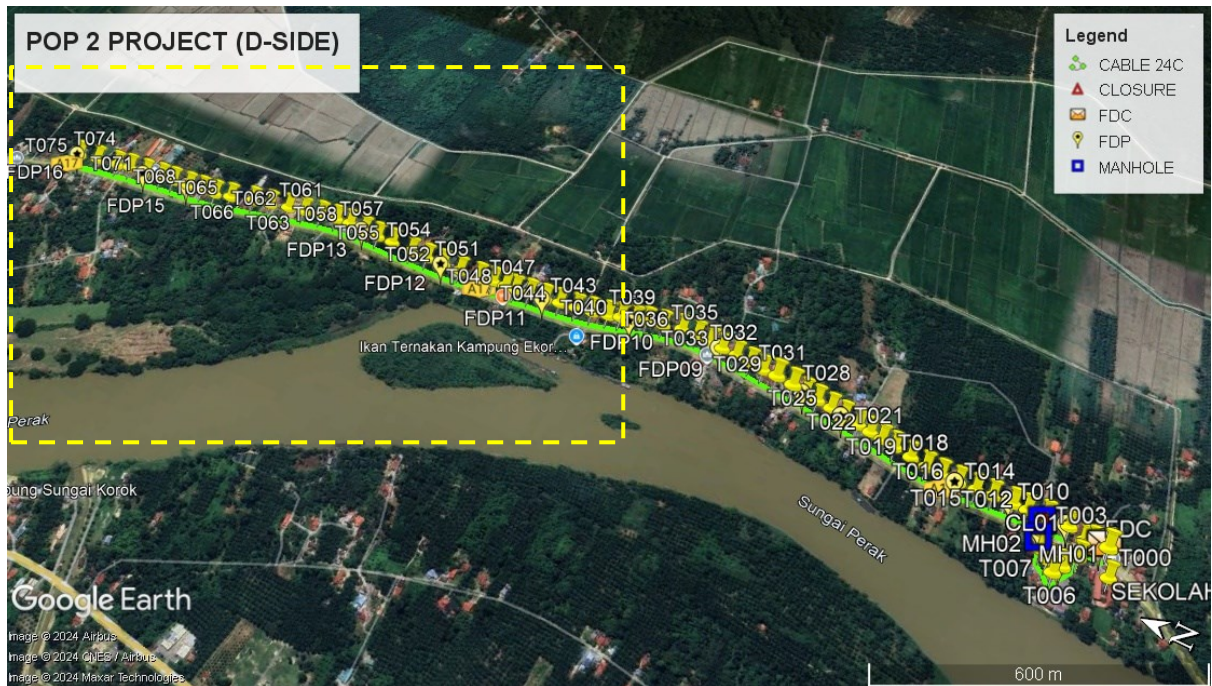 POP 2 PROJECT (D-SIDE)
Legend
CABLE 24C
CLOSURE
FDC
FDP
MANHOLE
T075
T074
FDP16
A17
T071
T068
FDP15
T065
T066
T062
T061
T063
T058
T057
FDP13
T055
T054
T052
T051
FDP12
T048
T047
T044
T043
FDP11
T040
T039
T036
T035
FDP10
T033
T032
FDP09
T029
T031
T028
T025
T022
T021
T019
T018
T016
T015
T014
T012
T010
CL01
T003
FDC
MH02
MH01
T000
T007
T006
SEKOLAH
Ikan Ternakan Kampung Ekor...
Perak
Sungai Korok
Sungai Perak
Google Earth
Image © 2024 Airbus
Image © 2024 CNES / Airbus
Image © 2024 Maxar Technologies
N
600 m